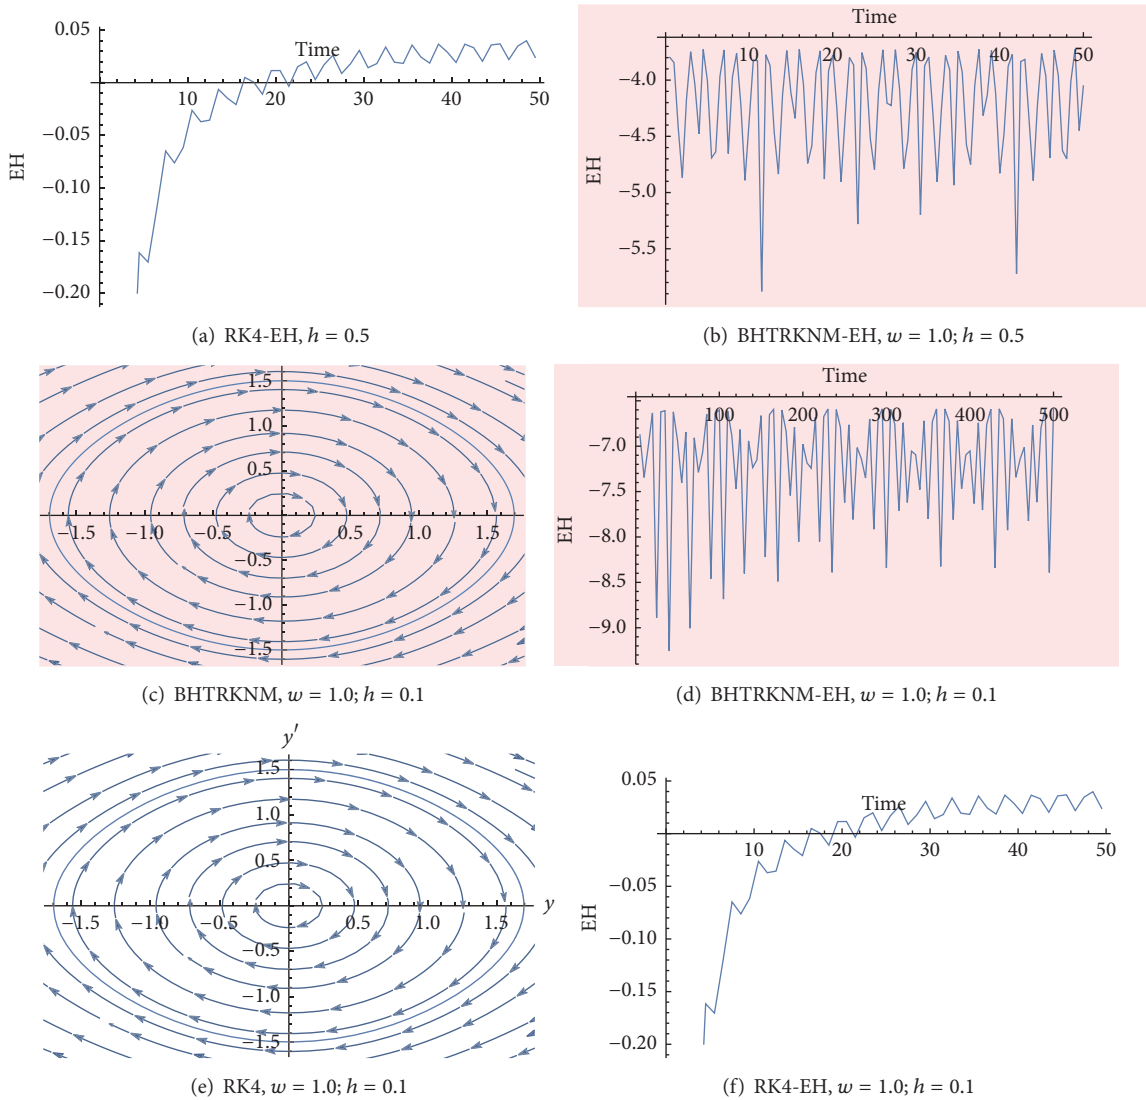 0.05
0.00
−0.05
−0.10
−0.15
−0.20
EH
Time
10 20 30 40 50
(a) RK4-EH, h = 0.5
Time
10 20 30 40 50
−4.0
−4.5
−5.0
−5.5
EH
(b) BHTRKNM-EH, w = 1.0; h = 0.5
1.5
1.0
0.5
−1.5 −1.0 −0.5 0.5 1.0 1.5
−0.5
−1.0
−1.5
(c) BHTRKNM, w = 1.0; h = 0.1
Time
100 200 300 400 500
−7.0
−7.5
−8.0
−8.5
−9.0
EH
(d) BHTRKNM-EH, w = 1.0; h = 0.1
y′
1.5
1.0
0.5
−1.5 −1.0 −0.5 0.5 1.0 1.5 y
−0.5
−1.0
−1.5
(e) RK4, w = 1.0; h = 0.1
0.05
0.00
−0.05
−0.10
−0.15
−0.20
EH
Time
10 20 30 40 50
(f) RK4-EH, w = 1.0; h = 0.1